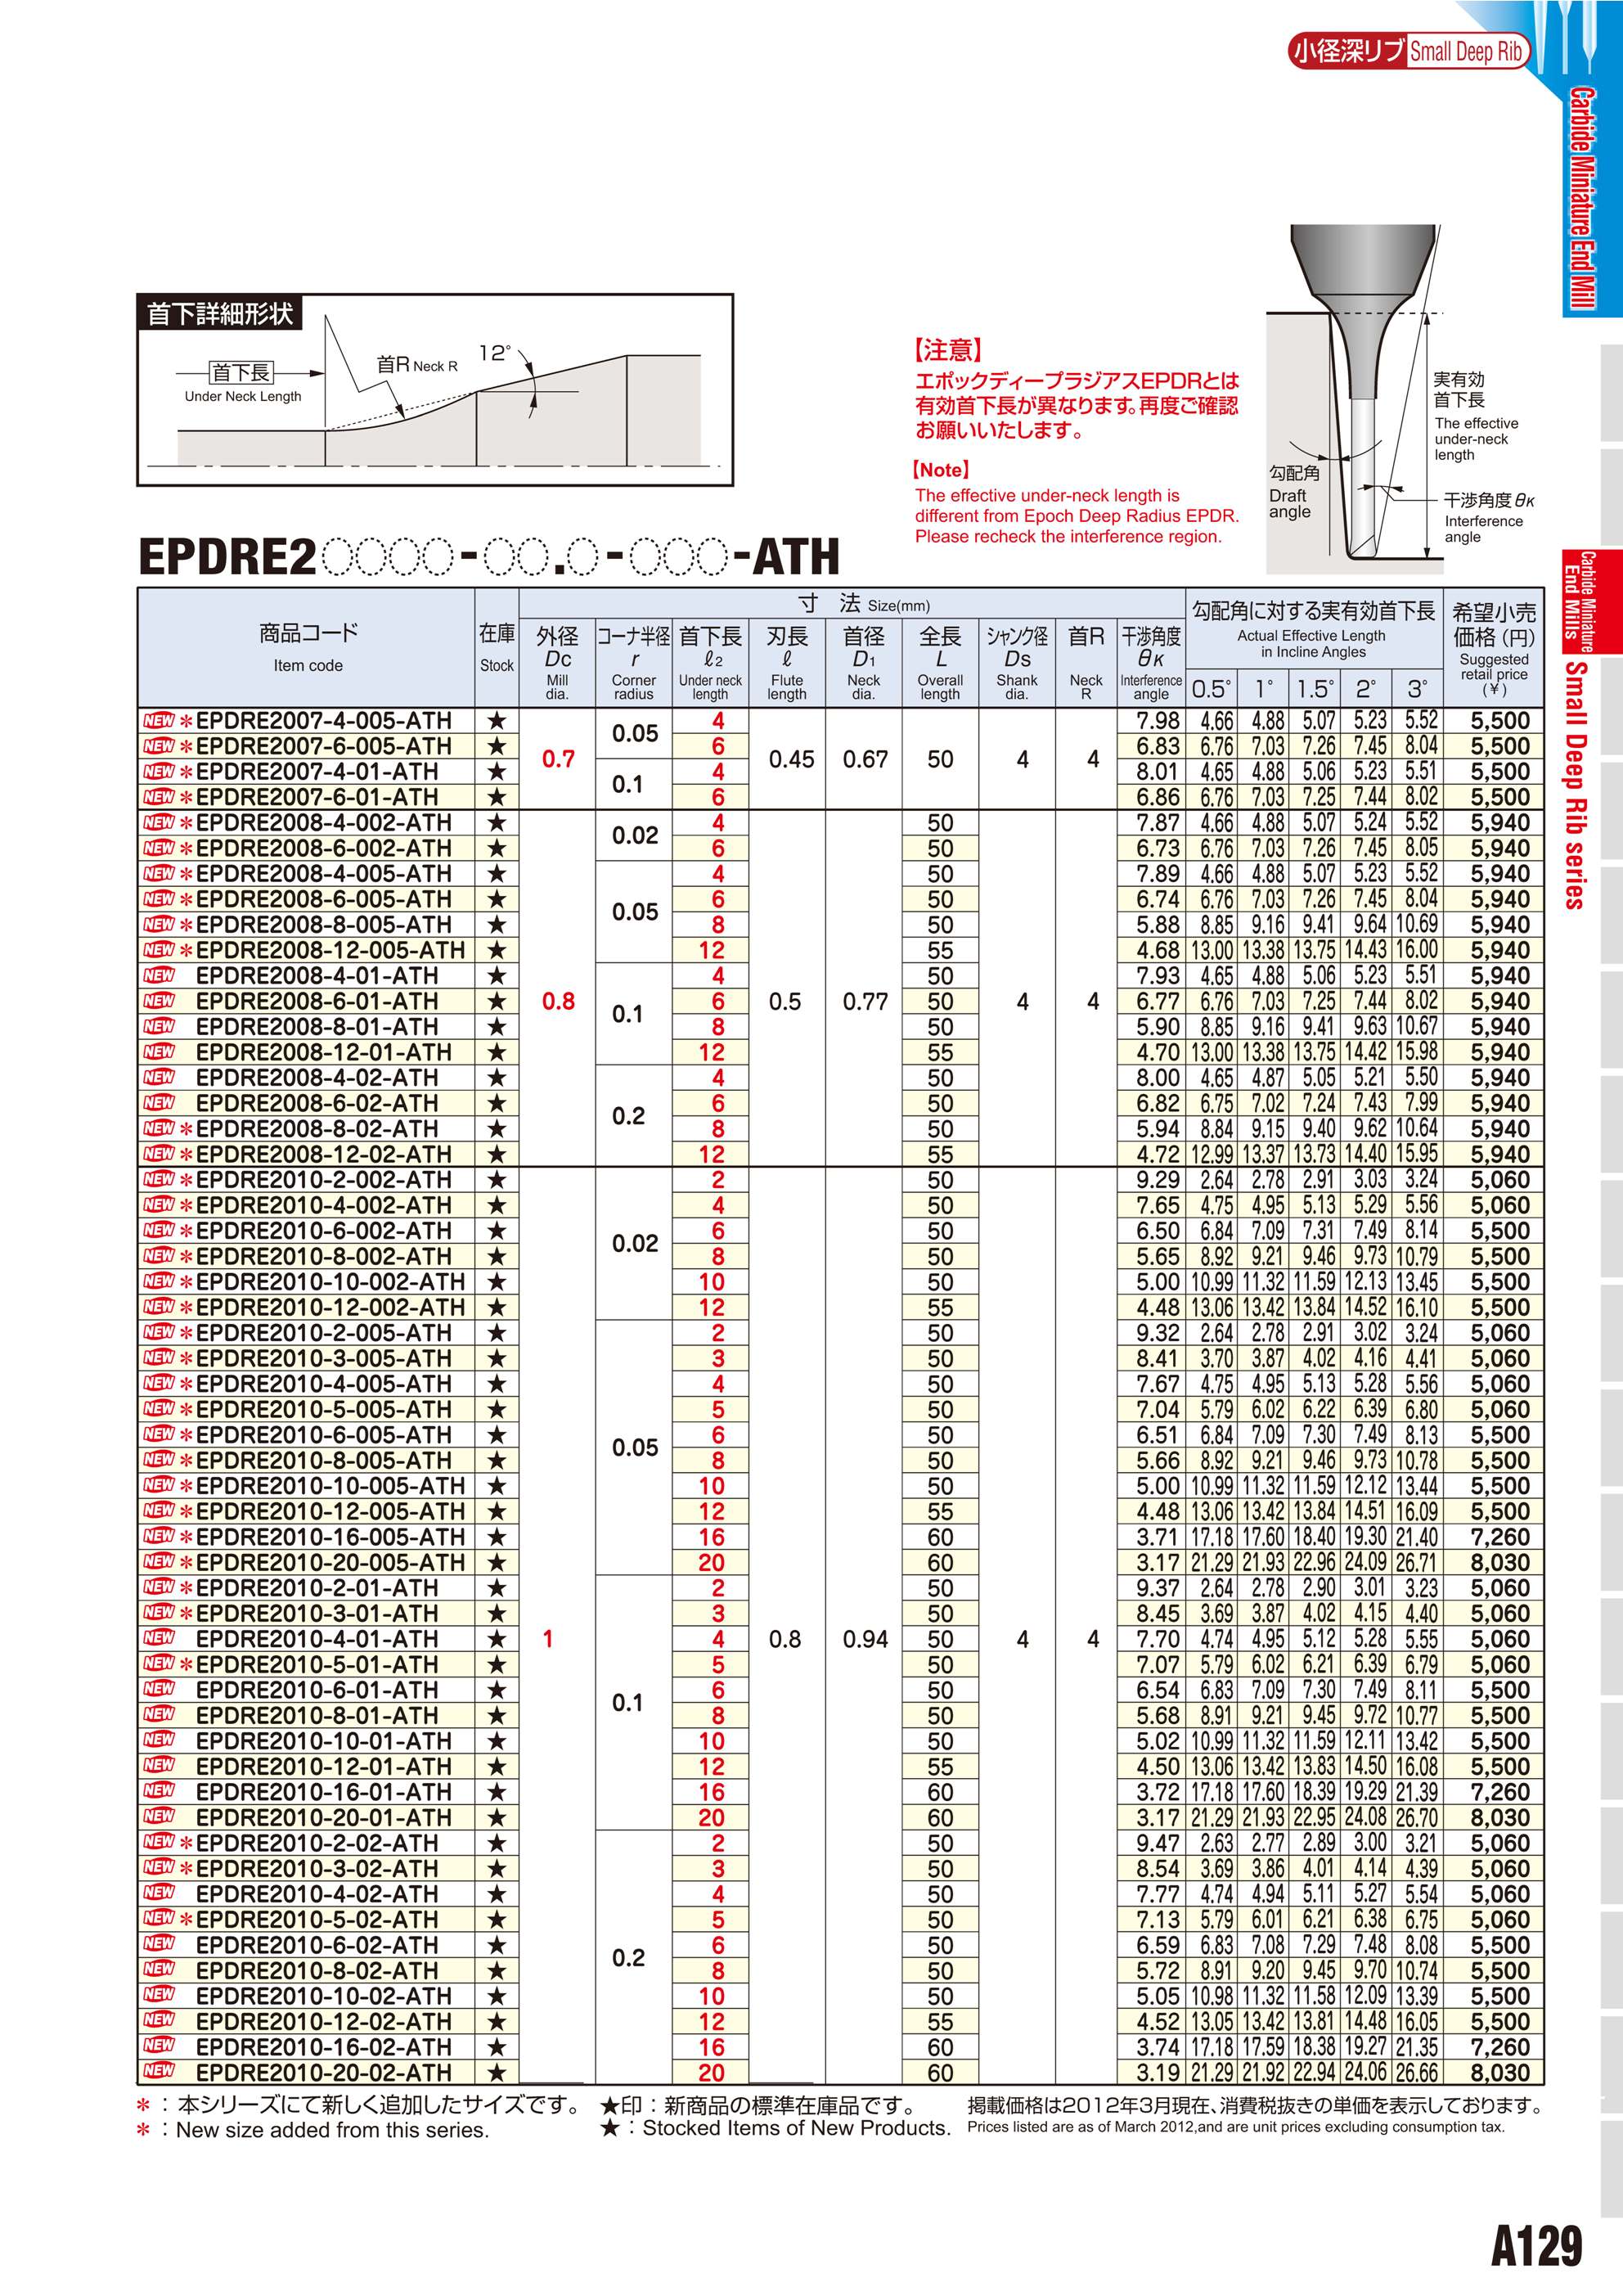 小径深リブ Small Deep Rib
Carbide Miniature End Mill
首下詳細形状
首下長
Under Neck Length
首R Neck R
12°
【注意】
エポックディープラジアスEPDRとは
有効首下長が異なります。再度ご確認
お願いいたします。
【Note】
The effective under-neck length is
different from Epoch Deep Radius EPDR.
Please recheck the interference region.
実有効
首下長
The effective
under-neck
length
勾配角
Draft
angle
干渉角度 θK
Interference
angle
Carbide Miniature
End Mills
Small Deep Rib series
EPDRE2○○○○-○○.○-○○○-ATH
商品コード Item code
在庫 Stock
寸 法 Size(mm)
外径 Dc Mill dia.
コーナ半径 r Corner radius
首下長 ℓ2 Under neck length
刃長 ℓ Flute length
首径 D1 Neck dia.
全長 L Overall length
シャンク径 Ds Shank dia.
首R Neck R
干渉角度 θK Interference angle
勾配角に対する実有効首下長
Actual Effective Length
in Incline Angles
0.5° 1° 1.5° 2° 3°
希望小売
価格(円)
Suggested
retail price
(¥)
NEW *EPDRE2007-4-005-ATH ★ 0.7 0.05 4 0.45 0.67 50 4 4 7.98 4.66 4.88 5.07 5.23 5.52 5,500
NEW *EPDRE2007-6-005-ATH ★ 6 6.83 6.76 7.03 7.26 7.45 8.04 5,500
NEW *EPDRE2007-4-01-ATH ★ 0.1 4 8.01 4.65 4.88 5.06 5.23 5.51 5,500
NEW *EPDRE2007-6-01-ATH ★ 6 6.86 6.76 7.03 7.25 7.44 8.02 5,500
NEW *EPDRE2008-4-002-ATH ★ 0.8 0.02 4 0.5 0.77 50 4 4 7.87 4.66 4.88 5.07 5.24 5.52 5,940
NEW *EPDRE2008-6-002-ATH ★ 6 50 6.73 6.76 7.03 7.26 7.45 8.05 5,940
NEW *EPDRE2008-4-005-ATH ★ 0.05 4 50 7.89 4.66 4.88 5.07 5.23 5.52 5,940
NEW *EPDRE2008-6-005-ATH ★ 6 50 6.74 6.76 7.03 7.26 7.45 8.04 5,940
NEW *EPDRE2008-8-005-ATH ★ 8 50 5.88 8.85 9.16 9.41 9.64 10.69 5,940
NEW *EPDRE2008-12-005-ATH ★ 12 55 4.68 13.00 13.38 13.75 14.43 16.00 5,940
NEW EPDRE2008-4-01-ATH ★ 0.1 4 50 7.93 4.65 4.88 5.06 5.23 5.51 5,940
NEW EPDRE2008-6-01-ATH ★ 6 50 6.77 6.76 7.03 7.25 7.44 8.02 5,940
NEW EPDRE2008-8-01-ATH ★ 8 50 5.90 8.85 9.16 9.41 9.63 10.67 5,940
NEW EPDRE2008-12-01-ATH ★ 12 55 4.70 13.00 13.38 13.75 14.42 15.98 5,940
NEW EPDRE2008-4-02-ATH ★ 0.2 4 50 8.00 4.65 4.87 5.05 5.21 5.50 5,940
NEW EPDRE2008-6-02-ATH ★ 6 50 6.82 6.75 7.02 7.24 7.43 7.99 5,940
NEW *EPDRE2008-8-02-ATH ★ 8 50 5.94 8.84 9.15 9.40 9.62 10.64 5,940
NEW *EPDRE2008-12-02-ATH ★ 12 55 4.72 12.99 13.37 13.73 14.40 15.95 5,940
NEW *EPDRE2010-2-002-ATH ★ 1 0.02 2 0.8 0.94 50 4 4 9.29 2.64 2.78 2.91 3.03 3.24 5,060
NEW *EPDRE2010-4-002-ATH ★ 4 50 7.65 4.75 4.95 5.13 5.29 5.56 5,060
NEW *EPDRE2010-6-002-ATH ★ 6 50 6.50 6.84 7.09 7.31 7.49 8.14 5,500
NEW *EPDRE2010-8-002-ATH ★ 8 50 5.65 8.92 9.21 9.46 9.73 10.79 5,500
NEW *EPDRE2010-10-002-ATH ★ 10 50 5.00 10.99 11.32 11.59 12.13 13.45 5,500
NEW *EPDRE2010-12-002-ATH ★ 12 55 4.48 13.06 13.42 13.84 14.52 16.10 5,500
NEW *EPDRE2010-2-005-ATH ★ 0.05 2 50 9.32 2.64 2.78 2.91 3.02 3.24 5,060
NEW *EPDRE2010-3-005-ATH ★ 3 50 8.41 3.70 3.87 4.02 4.16 4.41 5,060
NEW *EPDRE2010-4-005-ATH ★ 4 50 7.67 4.75 4.95 5.13 5.28 5.56 5,060
NEW *EPDRE2010-5-005-ATH ★ 5 50 7.04 5.79 6.02 6.22 6.39 6.80 5,060
NEW *EPDRE2010-6-005-ATH ★ 6 50 6.51 6.84 7.09 7.30 7.49 8.13 5,500
NEW *EPDRE2010-8-005-ATH ★ 8 50 5.66 8.92 9.21 9.46 9.73 10.78 5,500
NEW *EPDRE2010-10-005-ATH ★ 10 50 5.00 10.99 11.32 11.59 12.12 13.44 5,500
NEW *EPDRE2010-12-005-ATH ★ 12 55 4.48 13.06 13.42 13.84 14.51 16.09 5,500
NEW *EPDRE2010-16-005-ATH ★ 16 60 3.71 17.18 17.60 18.40 19.30 21.40 7,260
NEW *EPDRE2010-20-005-ATH ★ 20 60 3.17 21.29 21.93 22.96 24.09 26.71 8,030
NEW *EPDRE2010-2-01-ATH ★ 0.1 2 50 9.37 2.64 2.78 2.90 3.01 3.23 5,060
NEW *EPDRE2010-3-01-ATH ★ 3 50 8.45 3.69 3.87 4.02 4.15 4.40 5,060
NEW EPDRE2010-4-01-ATH ★ 4 50 7.70 4.74 4.95 5.12 5.28 5.55 5,060
NEW *EPDRE2010-5-01-ATH ★ 5 50 7.07 5.79 6.02 6.21 6.39 6.79 5,060
NEW EPDRE2010-6-01-ATH ★ 6 50 6.54 6.83 7.09 7.30 7.49 8.11 5,500
NEW EPDRE2010-8-01-ATH ★ 8 50 5.68 8.91 9.21 9.45 9.72 10.77 5,500
NEW EPDRE2010-10-01-ATH ★ 10 50 5.02 10.99 11.32 11.59 12.11 13.42 5,500
NEW EPDRE2010-12-01-ATH ★ 12 55 4.50 13.06 13.42 13.83 14.50 16.08 5,500
NEW EPDRE2010-16-01-ATH ★ 16 60 3.72 17.18 17.60 18.39 19.29 21.39 7,260
NEW EPDRE2010-20-01-ATH ★ 20 60 3.17 21.29 21.93 22.95 24.08 26.70 8,030
NEW *EPDRE2010-2-02-ATH ★ 0.2 2 50 9.47 2.63 2.77 2.89 3.00 3.21 5,060
NEW *EPDRE2010-3-02-ATH ★ 3 50 8.54 3.69 3.86 4.01 4.14 4.39 5,060
NEW EPDRE2010-4-02-ATH ★ 4 50 7.77 4.74 4.94 5.11 5.27 5.54 5,060
NEW *EPDRE2010-5-02-ATH ★ 5 50 7.13 5.79 6.01 6.21 6.38 6.75 5,060
NEW EPDRE2010-6-02-ATH ★ 6 50 6.59 6.83 7.08 7.29 7.48 8.08 5,500
NEW EPDRE2010-8-02-ATH ★ 8 50 5.72 8.91 9.20 9.45 9.70 10.74 5,500
NEW EPDRE2010-10-02-ATH ★ 10 50 5.05 10.98 11.32 11.58 12.09 13.39 5,500
NEW EPDRE2010-12-02-ATH ★ 12 55 4.52 13.05 13.42 13.81 14.48 16.05 5,500
NEW EPDRE2010-16-02-ATH ★ 16 60 3.74 17.18 17.59 18.38 19.27 21.35 7,260
NEW EPDRE2010-20-02-ATH ★ 20 60 3.19 21.29 21.92 22.94 24.06 26.66 8,030
*：本シリーズにて新しく追加したサイズです。 ★印：新商品の標準在庫品です。 掲載価格は2012年3月現在、消費税抜きの単価を表示しております。
*：New size added from this series. ★：Stocked Items of New Products. Prices listed are as of March 2012,and are unit prices excluding consumption tax.
A129